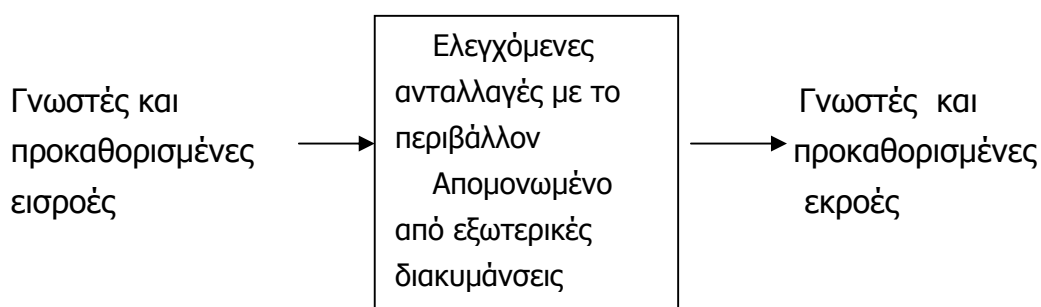 Γνωστές και
προκαθορισμένες
εισροές
Ελεγχόμενες
ανταλλαγές με το
περιβάλλον
Απομονωμένο
από εξωτερικές
διακυμάνσεις
Γνωστές και
προκαθορισμένες
εκροές